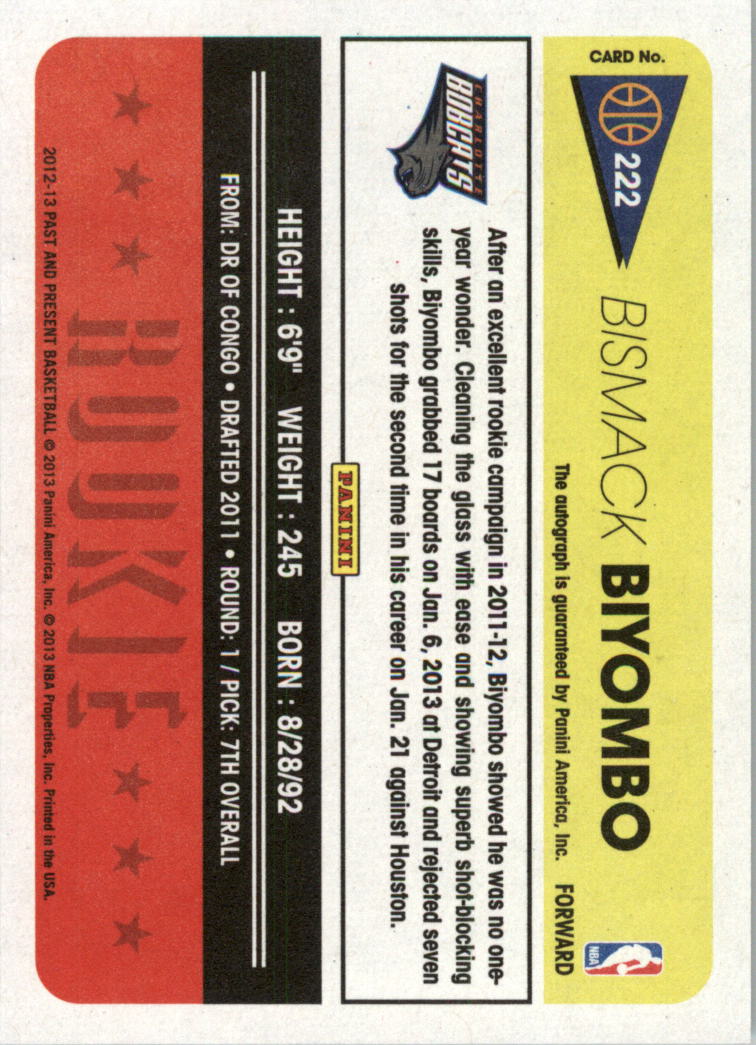 CARD No.
222
BISMACK BIYOMBO
The autograph is guaranteed by Panini America, Inc. FORWARD
NBA
CHARLOTTE
BOBCATS
After an excellent rookie campaign in 2011-12, Biyombo showed he was no one-
year wonder. Cleaning the glass with ease and showing superb shot-blocking
skills, Biyombo grabbed 17 boards on Jan. 6, 2013 at Detroit and rejected seven
shots for the second time in his career on Jan. 21 against Houston.
PANINI
HEIGHT : 6'9" WEIGHT : 245 BORN : 8/28/92
FROM: DR OF CONGO • DRAFTED 2011 • ROUND: 1 / PICK: 7TH OVERALL
ROOKIE
2012-13 PAST AND PRESENT BASKETBALL © 2013 Panini America, Inc. © 2013 NBA Properties, Inc. Printed in the USA.